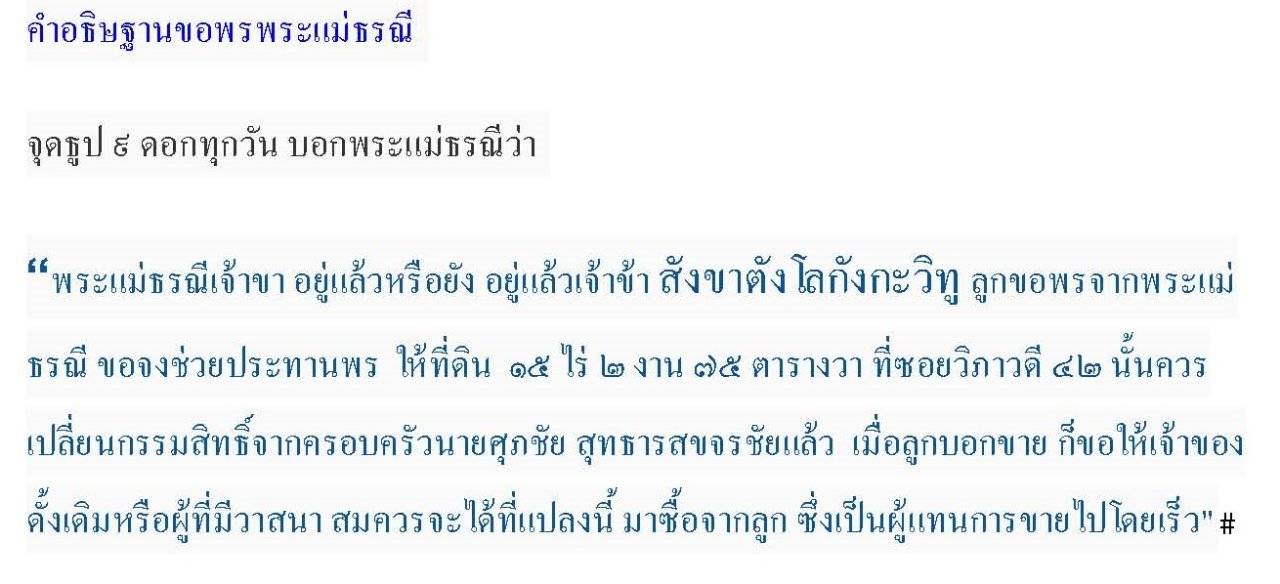 คำอธิษฐานขอพรพระแม่ธรณี
จุดธูป ๙ ดอกทุกวัน บอกพระแม่ธรณีว่า
“พระแม่ธรณีเจ้าขา อยู่แล้วหรือยัง อยู่แล้วเจ้าข้า สังขาตังโลกังกะวิทู ลูกขอพรจากพระแม่
ธรณี ขอจงช่วยประทานพร ให้ที่ดิน ๑๕ ไร่ ๒ งาน ๗๕ ตารางวา ที่ซอยวิภาวดี ๔๒ นั้นควร
เปลี่ยนกรรมสิทธิ์จากครอบครัวนายศุภชัย สุทธารสขจรชัยแล้ว เมื่อลูกบอกขาย ก็ขอให้เจ้าของ
ดั้งเดิมหรือผู้ที่มีวาสนา สมควรจะได้ที่แปลงนี้ มาซื้อจากลูก ซึ่งเป็นผู้แทนการขายไปโดยเร็ว" #